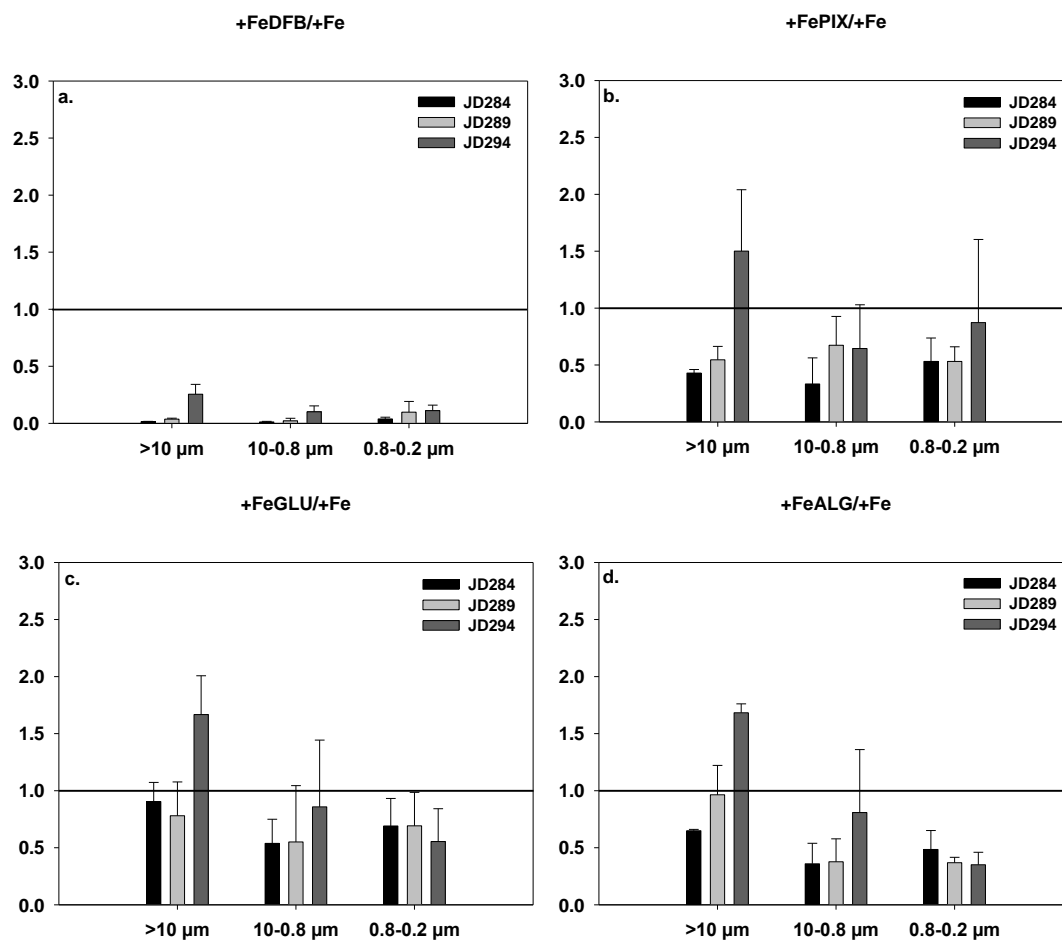 +FeDFB/+Fe
3.0
2.5
2.0
1.5
1.0
0.5
0.0
a.
JD284
JD289
JD294
>10 µm
10-0.8 µm
0.8-0.2 µm
+FePIX/+Fe
3.0
2.5
2.0
1.5
1.0
0.5
0.0
b.
JD284
JD289
JD294
>10 µm
10-0.8 µm
0.8-0.2 µm
+FeGLU/+Fe
3.0
2.5
2.0
1.5
1.0
0.5
0.0
c.
JD284
JD289
JD294
>10 µm
10-0.8 µm
0.8-0.2 µm
+FeALG/+Fe
3.0
2.5
2.0
1.5
1.0
0.5
0.0
d.
JD284
JD289
JD294
>10 µm
10-0.8 µm
0.8-0.2 µm